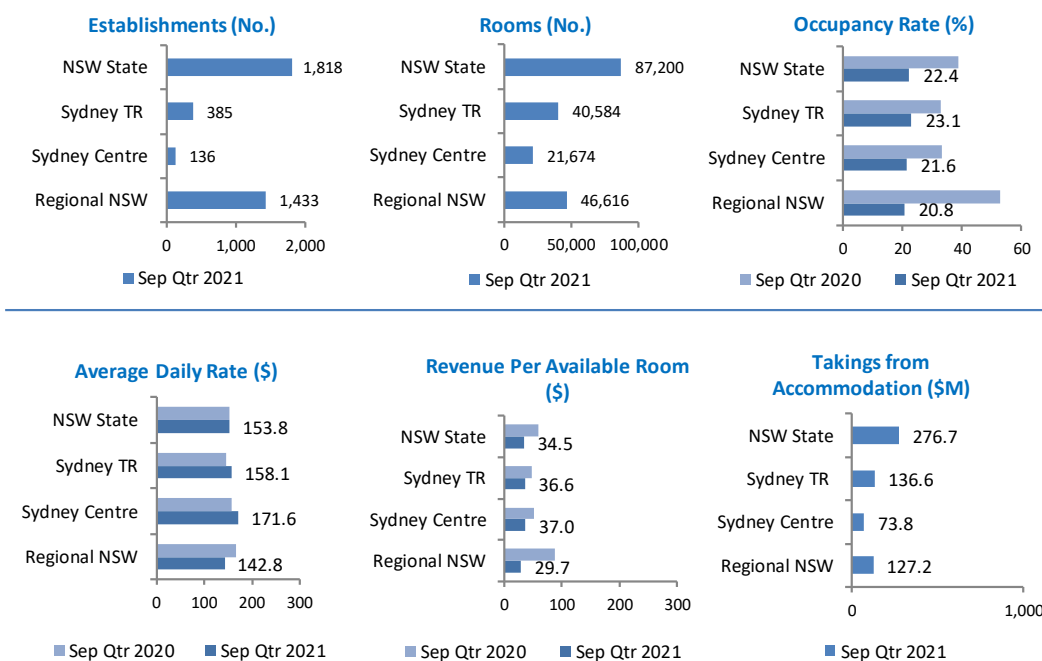 Establishments (No.)
NSW State
1,818
Sydney TR
385
Sydney Centre
136
Regional NSW
1,433
0 1,000 2,000
Sep Qtr 2021
Rooms (No.)
NSW State
87,200
Sydney TR
40,584
Sydney Centre
21,674
Regional NSW
46,616
0 50,000 100,000
Sep Qtr 2021
Occupancy Rate (%)
NSW State
22.4
Sydney TR
23.1
Sydney Centre
21.6
Regional NSW
20.8
0 20 40 60
Sep Qtr 2020 Sep Qtr 2021
Average Daily Rate ($)
NSW State
153.8
Sydney TR
158.1
Sydney Centre
171.6
Regional NSW
142.8
0 100 200 300
Sep Qtr 2020 Sep Qtr 2021
Revenue Per Available Room
($)
NSW State
34.5
Sydney TR
36.6
Sydney Centre
37.0
Regional NSW
29.7
0 100 200 300
Sep Qtr 2020 Sep Qtr 2021
Takings from
Accommodation ($M)
NSW State
276.7
Sydney TR
136.6
Sydney Centre
73.8
Regional NSW
127.2
0 1,000
Sep Qtr 2021